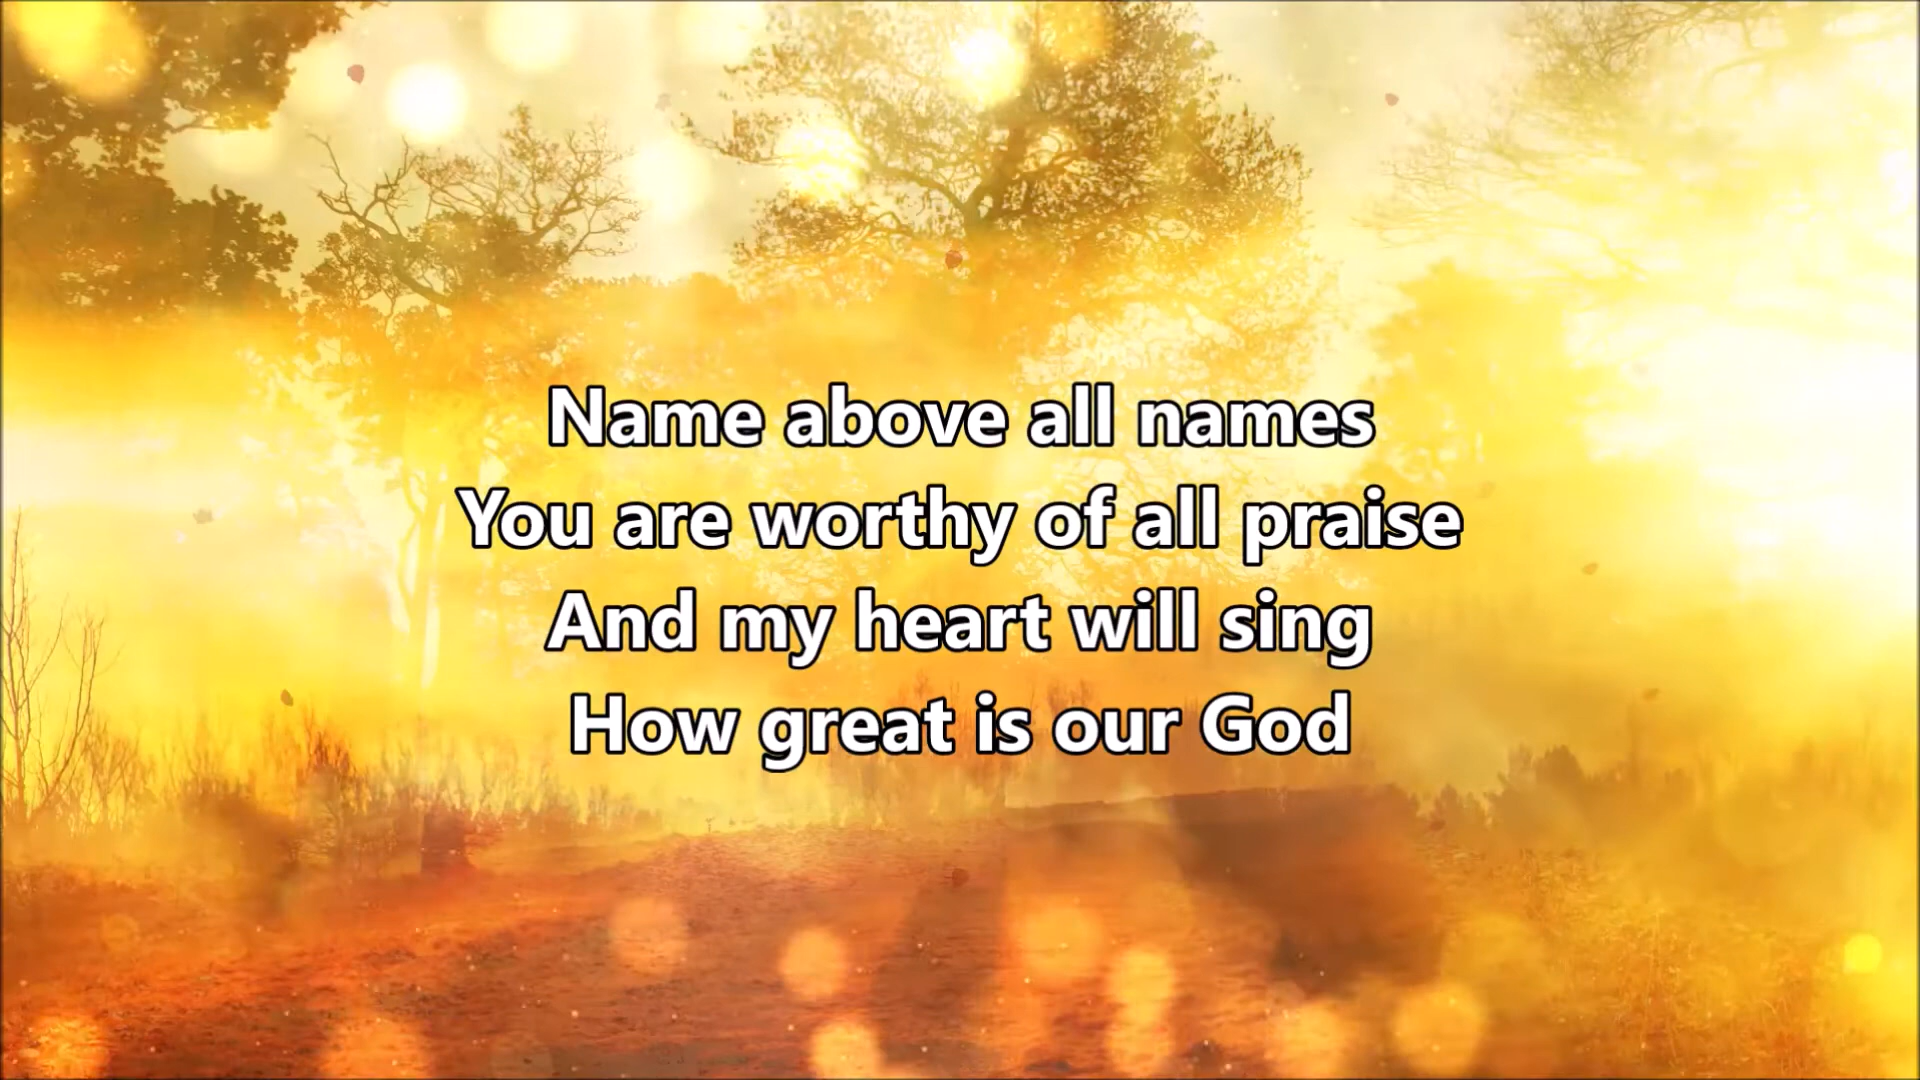 Name above all names
You are worthy of all praise
And my heart will sing
How great is our God